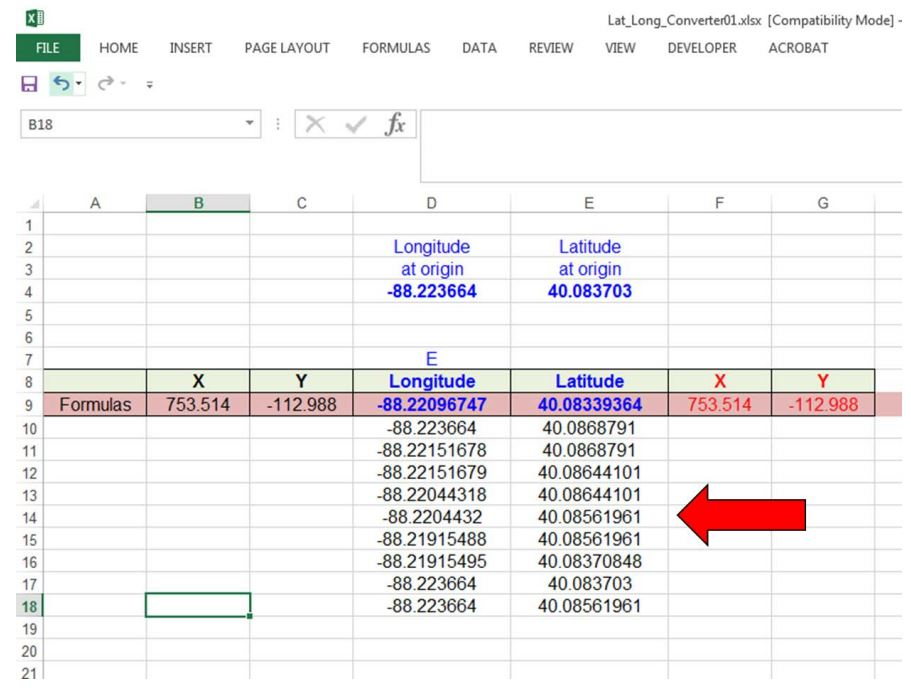 Lat_Long_Converter01.xlsx [Compatibility Mode] -
FILE HOME INSERT PAGE LAYOUT FORMULAS DATA REVIEW VIEW DEVELOPER ACROBAT
B18 fx
A B C D E F G
1
2 Longitude Latitude
3 at origin at origin
4 -88.223664 40.083703
5
6
7 E
8 X Y Longitude Latitude X Y
9 Formulas 753.514 -112.988 -88.22096747 40.08339364 753.514 -112.988
10 -88.223664 40.0868791
11 -88.22151678 40.0868791
12 -88.22151679 40.08644101
13 -88.22044318 40.08644101
14 -88.2204432 40.08561961
15 -88.21915488 40.08561961
16 -88.21915495 40.08370848
17 -88.223664 40.083703
18 -88.223664 40.08561961
19
20
21